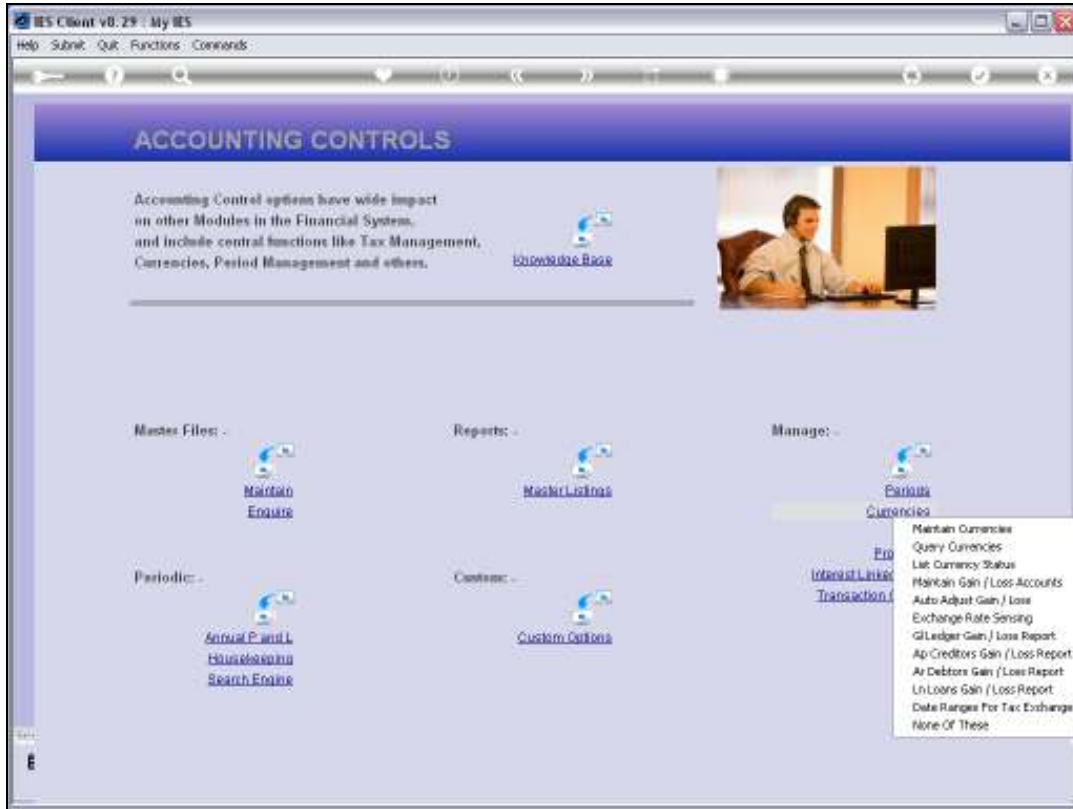 IES Client v8.29 : My IES
Help Submit Quit Functions Commands
ACCOUNTING CONTROLS
Accounting Control options have wide impact
on other Modules in the Financial System,
and include central functions like Tax Management,
Currencies, Period Management and others.
Knowledge Base
Master Files: -
Reports: -
Manage: -
Maintain
Master Listings
Periods
Enquire
Currencies
Maintain Currencies
Query Currencies
List Currency Status
Maintain Gain / Loss Accounts
Auto Adjust Gain / Loss
Exchange Rate Sensing
Gl Ledger Gain / Loss Report
Ap Creditors Gain / Loss Report
Ar Debtors Gain / Loss Report
Ln Loans Gain / Loss Report
Date Ranges For Tax Exchange
None Of These
Interest Linked
Transaction
Periodic: -
Custom: -
Annual P and L
Custom Options
Housekeeping
Search Engine